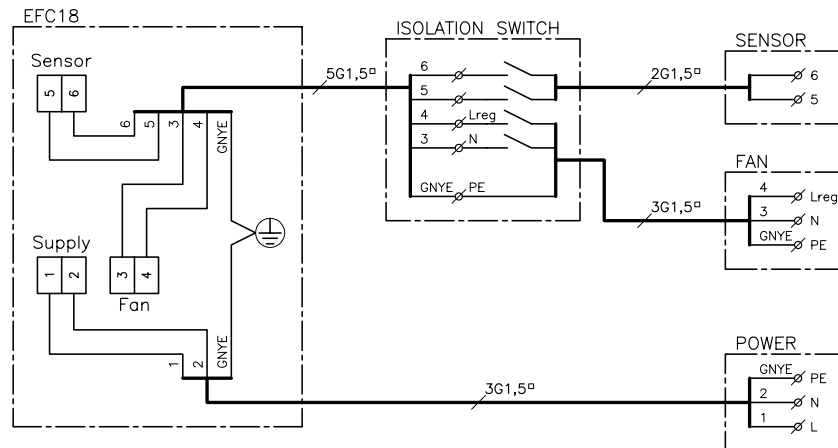 EFC18
Sensor
5 6
6 5 3 4 GNYE
Supply
1 2
3 4
Fan
1 2 GNYE
5G1,5▫
ISOLATION SWITCH
6
5
4 Lreg
3 N
GNYE PE
2G1,5▫
SENSOR
6
5
FAN
4 Lreg
3 N
GNYE PE
3G1,5▫
POWER
GNYE PE
2 N
1 L
3G1,5▫